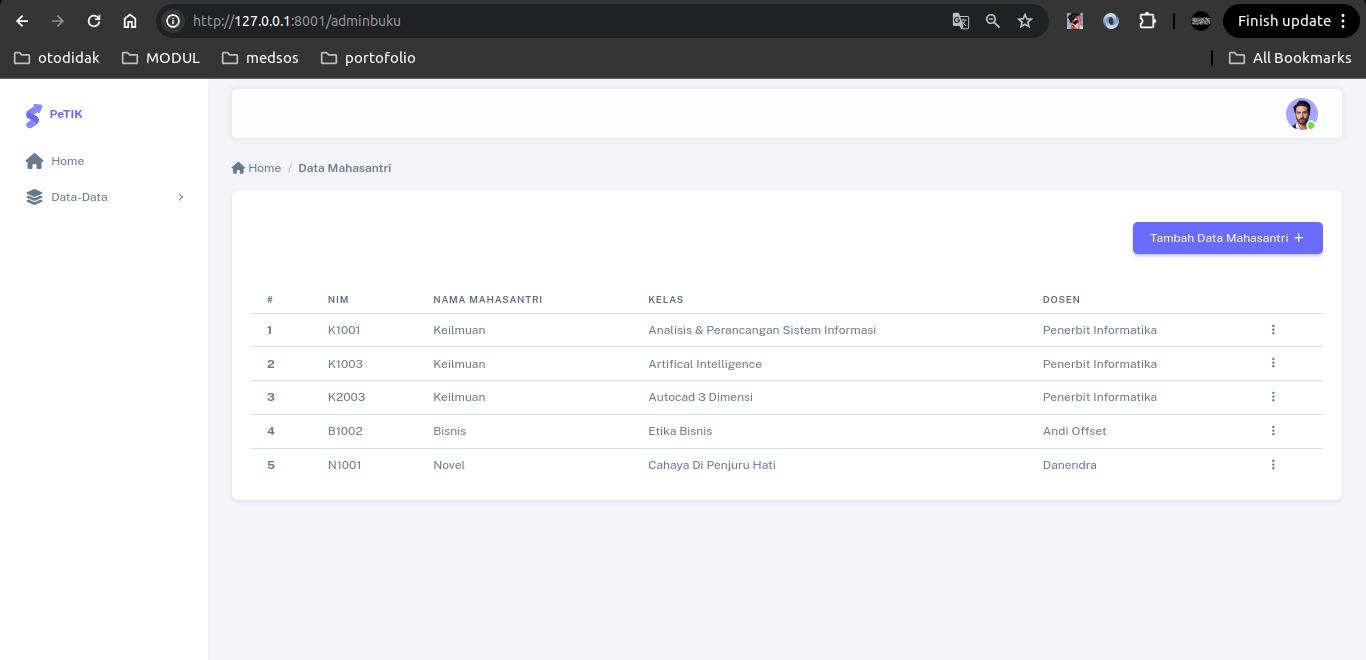 http://127.0.0.1:8001/adminbuku
Finish update
otodidak MODUL medsos portofolio All Bookmarks
PeTIK
Home
Data-Data
Home / Data Mahasantri
Tambah Data Mahasantri +
# NIM NAMA MAHASANTRI KELAS DOSEN
1 K1001 Keilmuan Analisis & Perancangan Sistem Informasi Penerbit Informatika
2 K1003 Keilmuan Artifical Intelligence Penerbit Informatika
3 K2003 Keilmuan Autocad 3 Dimensi Penerbit Informatika
4 B1002 Bisnis Etika Bisnis Andi Offset
5 N1001 Novel Cahaya Di Penjuru Hati Danendra